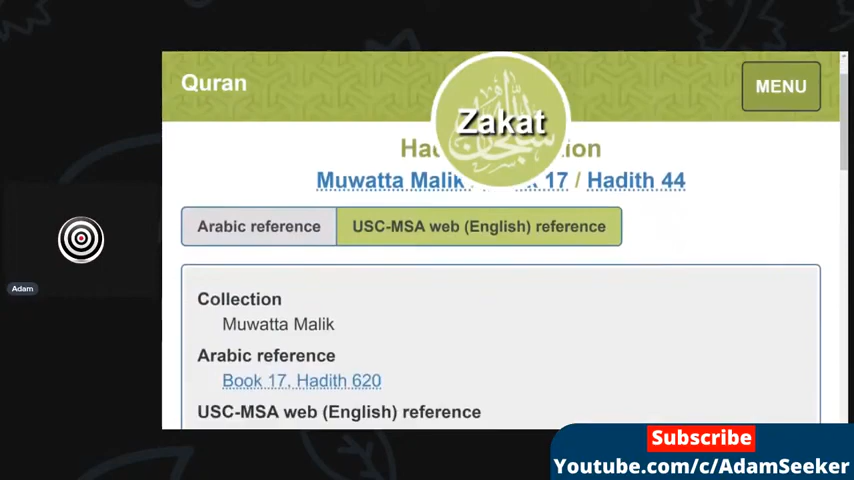 Quran
Zakat
MENU
Muwatta Malik / Hadith 44
17
Arabic reference
USC-MSA web (English) reference
Collection
Muwatta Malik
Arabic reference
Book 17, Hadith 620
USC-MSA web (English) reference
Adam
Subscribe
Youtube.com/c/AdamSeeker